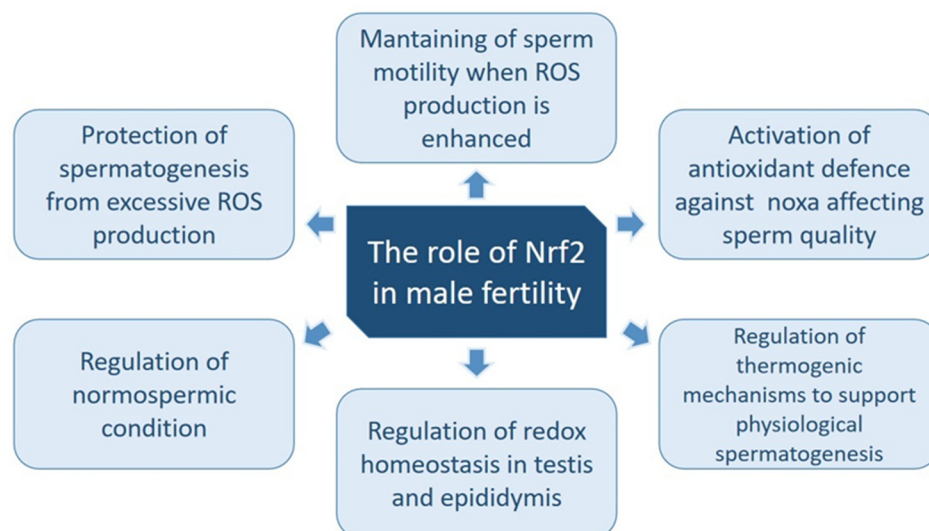 Mantaining of sperm
motility when ROS
production is
enhanced
Protection of
spermatogenesis
from excessive ROS
production
Activation of
antioxidant defence
against noxa affecting
sperm quality
The role of Nrf2
in male fertility
Regulation of
normospermic
condition
Regulation of redox
homeostasis in testis
and epididymis
Regulation of
thermogenic
mechanisms to support
physiological
spermatogenesis